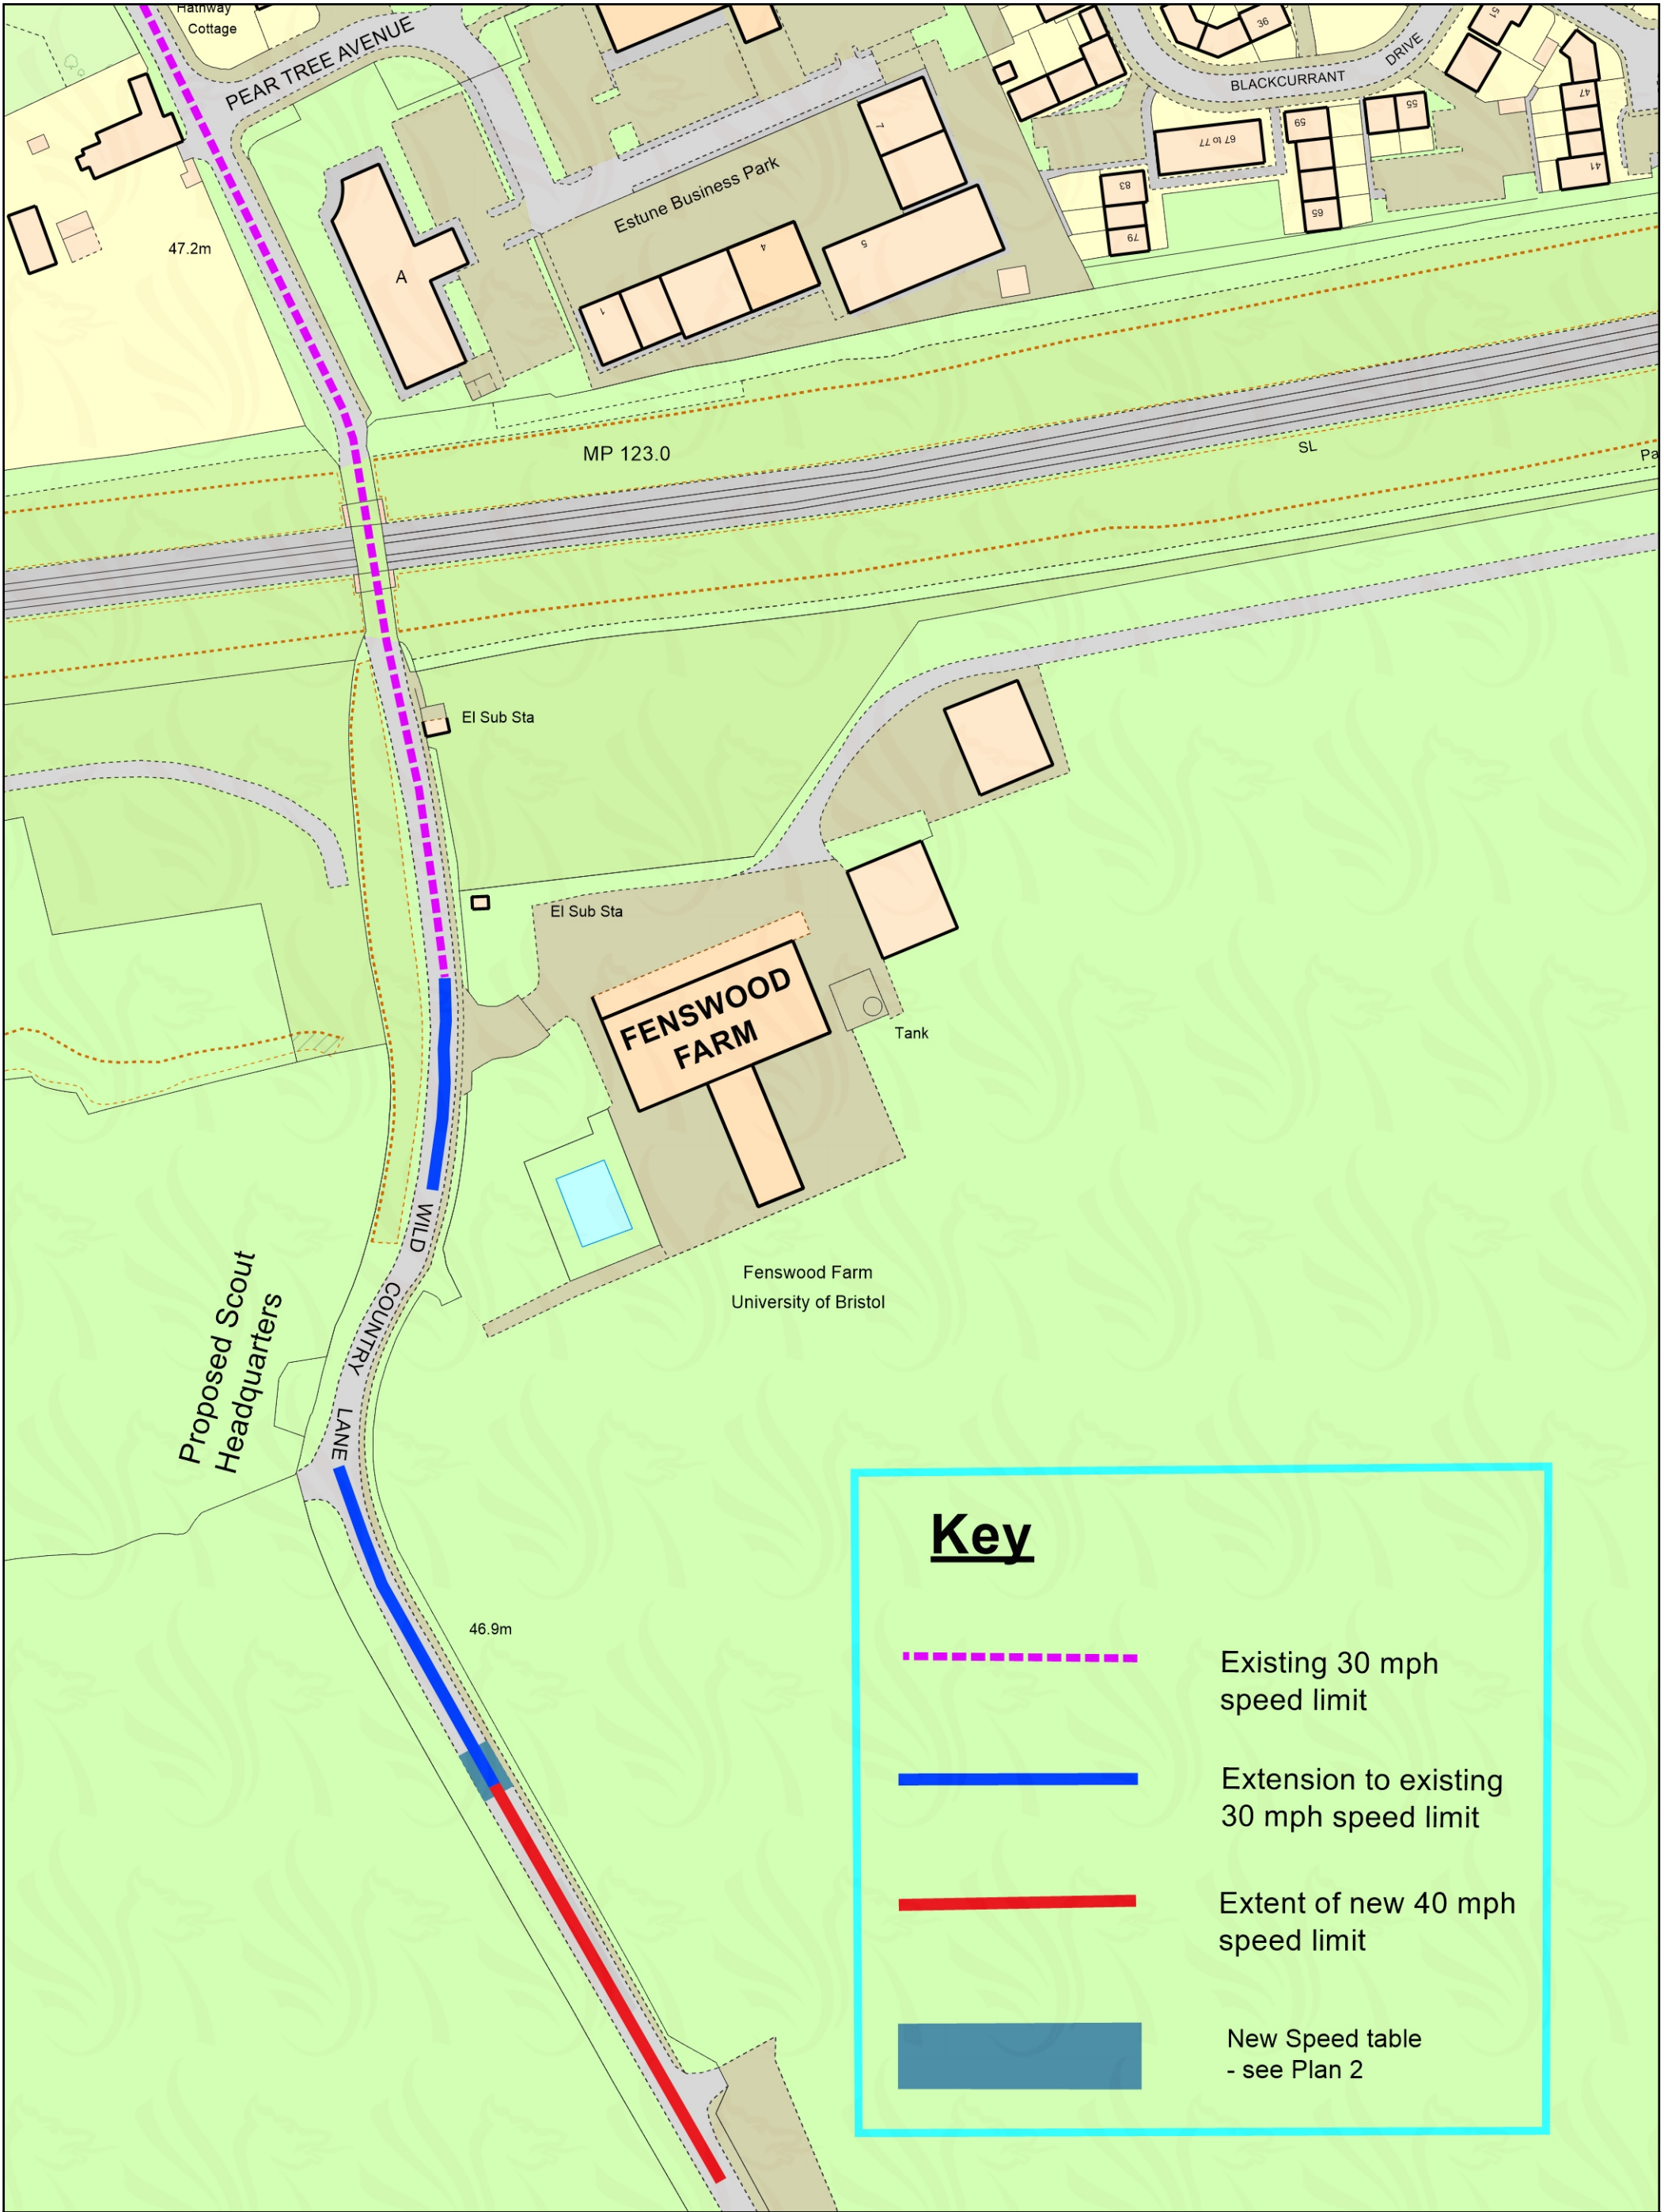 Hathway
Cottage
PEAR TREE AVENUE
36
51
BLACKCURRANT
DRIVE
47
55
59
67 to 77
7
41
Estune Business Park
83
65
79
47.2m
A
4
5
1
MP 123.0
SL
Pa
El Sub Sta
El Sub Sta
FENSWOOD
FARM
Tank
WILD
COUNTRY
LANE
Fenswood Farm
University of Bristol
Proposed Scout
Headquarters
46.9m
Key
Existing 30 mph
speed limit
Extension to existing
30 mph speed limit
Extent of new 40 mph
speed limit
New Speed table
- see Plan 2